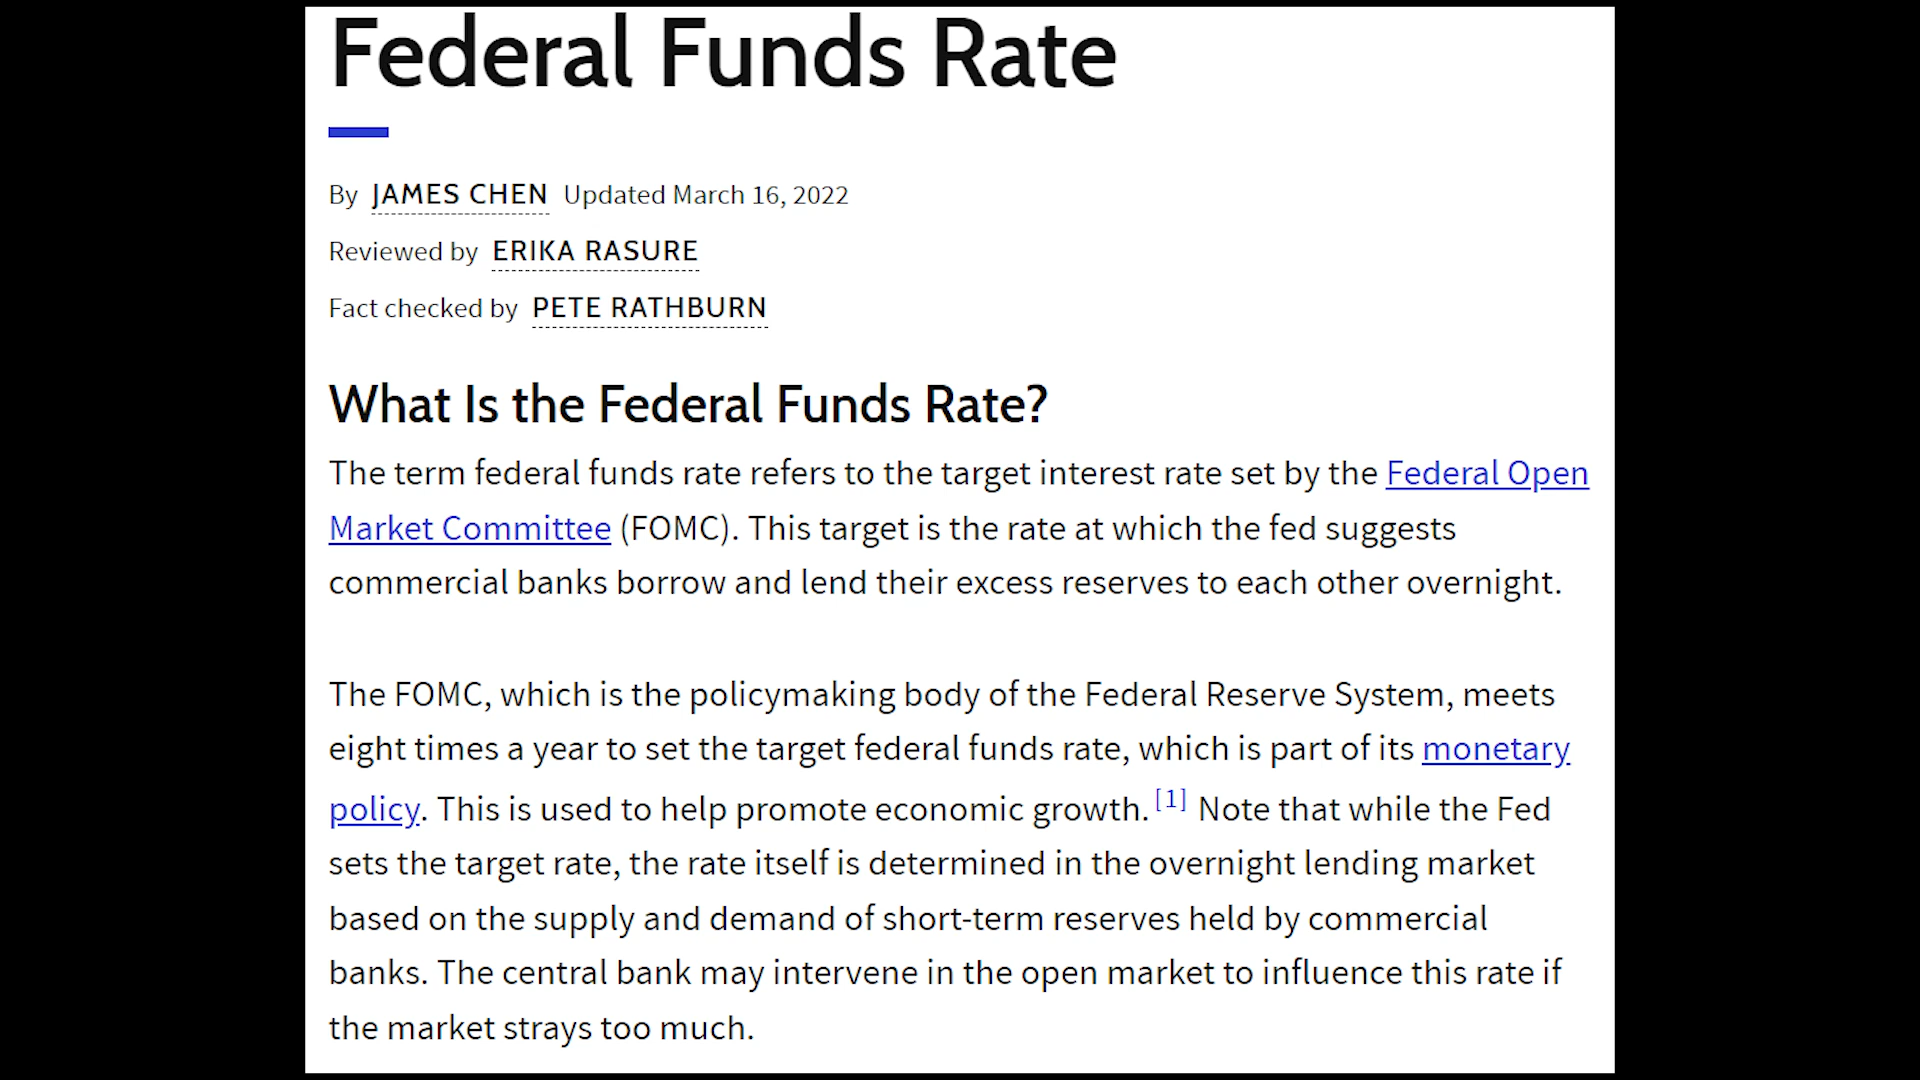 Federal Funds Rate
By JAMES CHEN Updated March 16, 2022
Reviewed by ERIKA RASURE
Fact checked by PETE RATHBURN
What Is the Federal Funds Rate?
The term federal funds rate refers to the target interest rate set by the Federal Open
Market Committee (FOMC). This target is the rate at which the fed suggests
commercial banks borrow and lend their excess reserves to each other overnight.
The FOMC, which is the policymaking body of the Federal Reserve System, meets
eight times a year to set the target federal funds rate, which is part of its monetary
policy. This is used to help promote economic growth.[1] Note that while the Fed
sets the target rate, the rate itself is determined in the overnight lending market
based on the supply and demand of short-term reserves held by commercial
banks. The central bank may intervene in the open market to influence this rate if
the market strays too much.